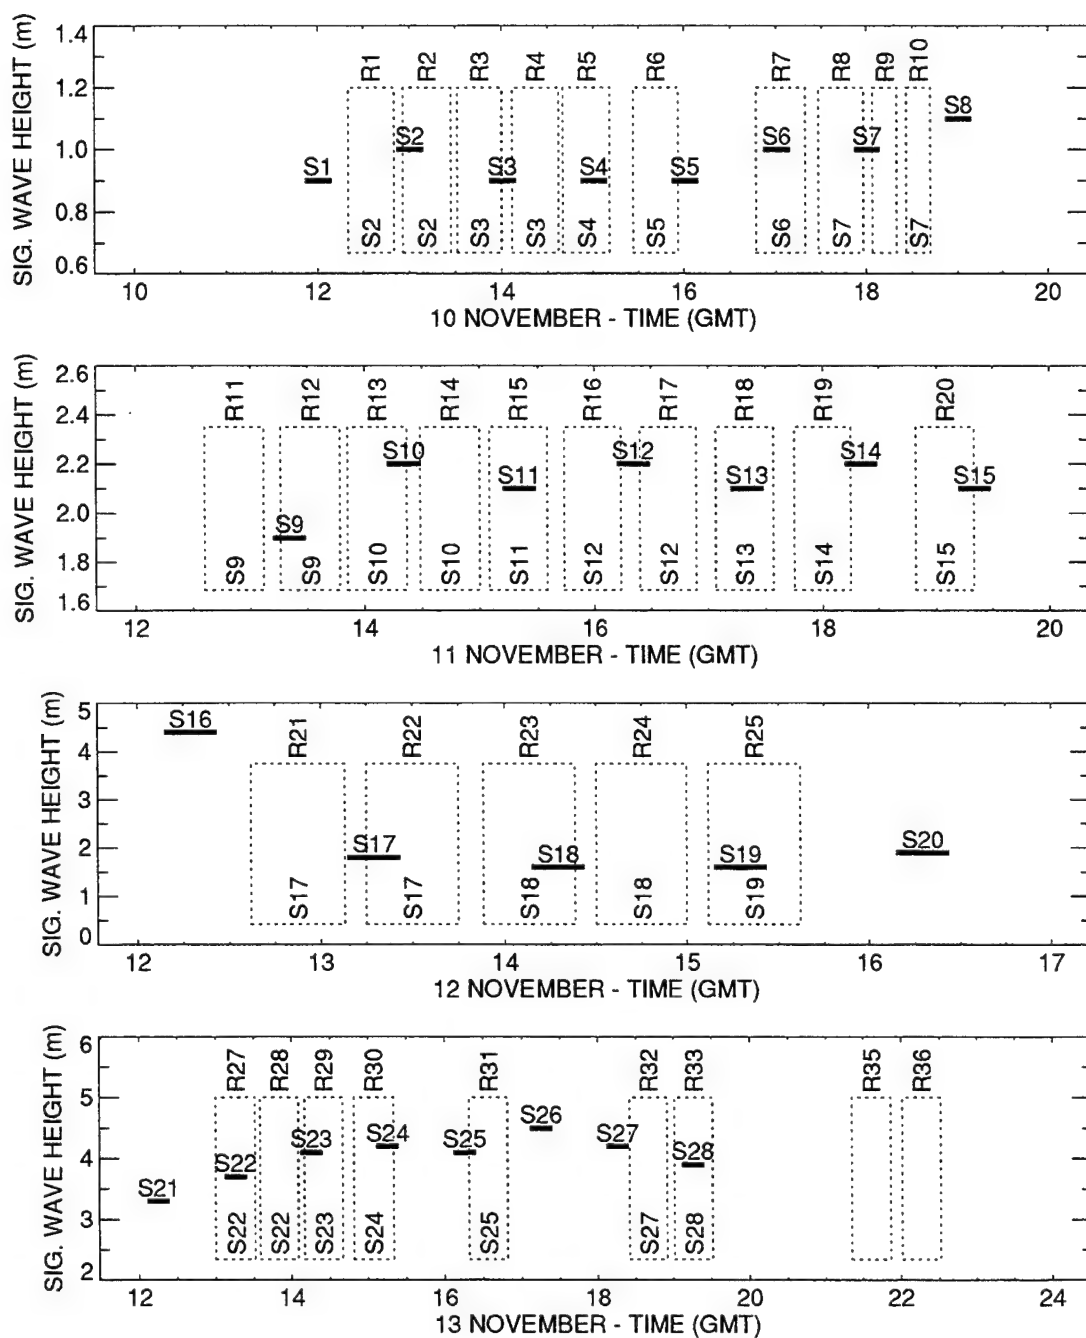 SIG. WAVE HEIGHT (m)
1.4
1.2
1.0
0.8
0.6
R1 R2 R3 R4 R5 R6 R7 R8 R9 R10
S1 S2 S3 S4 S5 S6 S7 S8
S2 S2 S3 S3 S4 S5 S6 S7 S7
10 12 14 16 18 20
10 NOVEMBER - TIME (GMT)
SIG. WAVE HEIGHT (m)
2.6
2.4
2.2
2.0
1.8
1.6
R11 R12 R13 R14 R15 R16 R17 R18 R19 R20
S9 S10 S11 S12 S13 S14 S15
S9 S9 S10 S10 S11 S12 S12 S13 S14 S15
12 14 16 18 20
11 NOVEMBER - TIME (GMT)
SIG. WAVE HEIGHT (m)
5
4
3
2
1
0
R21 R22 R23 R24 R25
S16 S17 S18 S19 S20
S17 S17 S18 S18 S19
12 13 14 15 16 17
12 NOVEMBER - TIME (GMT)
SIG. WAVE HEIGHT (m)
6
5
4
3
2
R27 R28 R29 R30 R31 R32 R33 R35 R36
S21 S22 S23 S24 S25 S26 S27 S28
S22 S22 S23 S24 S25 S27 S28
12 14 16 18 20 22 24
13 NOVEMBER - TIME (GMT)